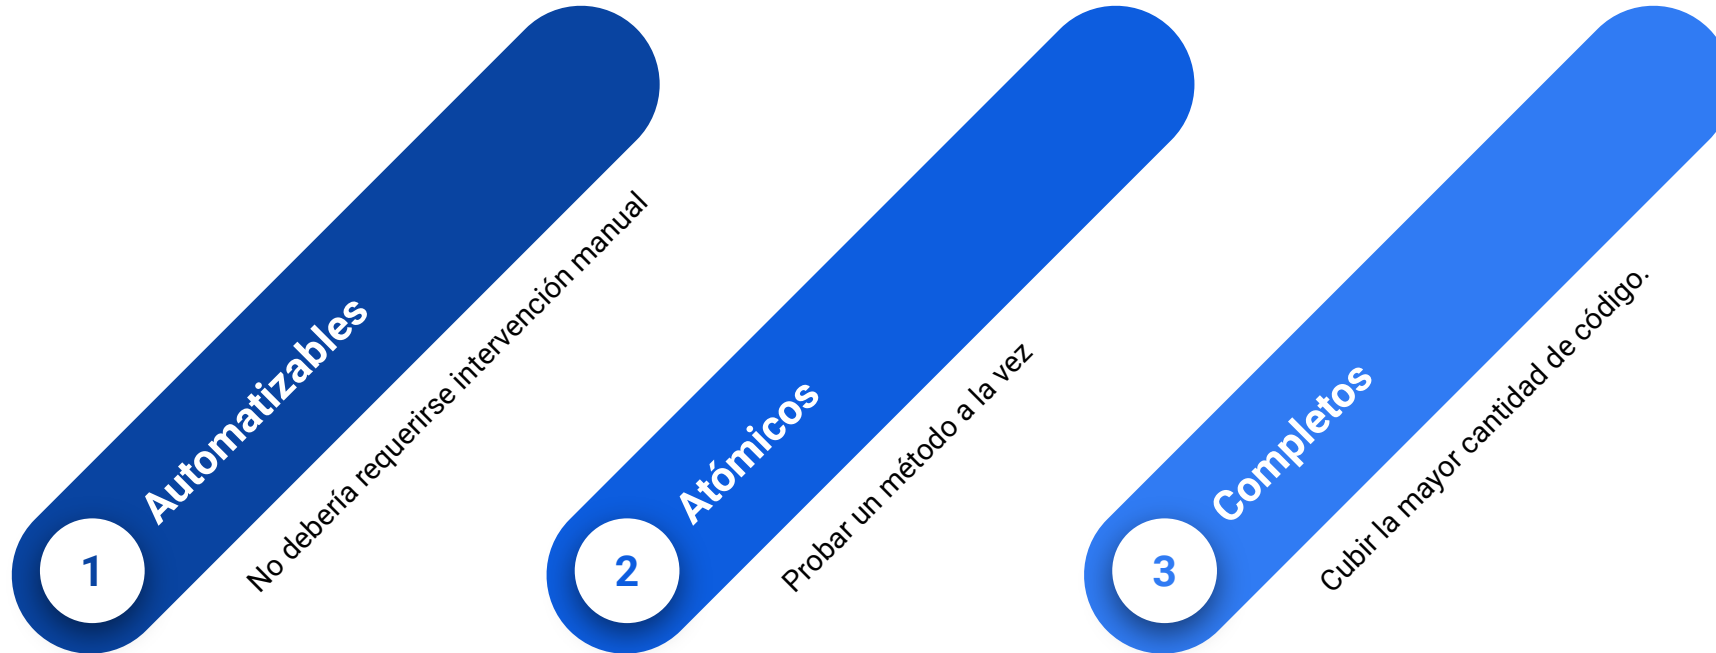 1
Automatizables
No debería requerirse intervención manual
2
Atómicos
Probar un método a la vez
3
Completos
Cubir la mayor cantidad de código.